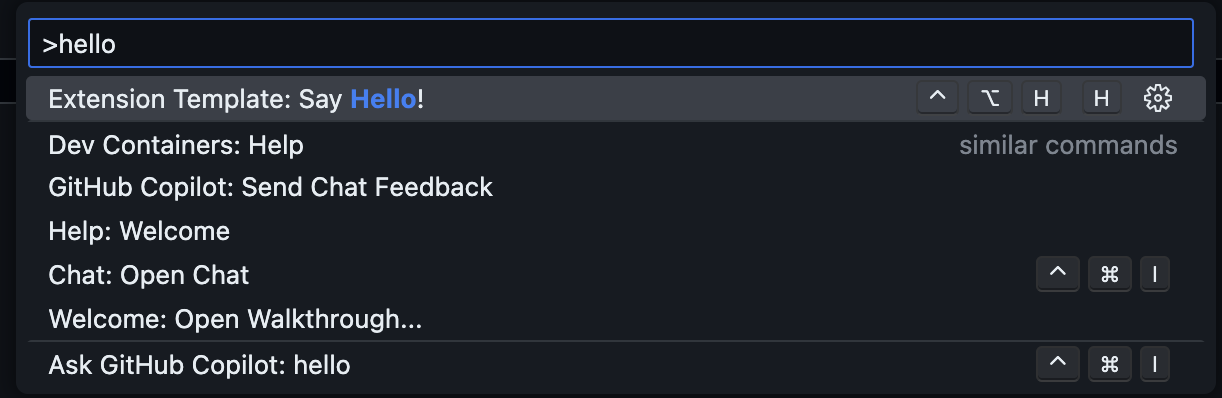 >hello
Extension Template: Say Hello! ^ ⌥ H H
Dev Containers: Help similar commands
GitHub Copilot: Send Chat Feedback
Help: Welcome
Chat: Open Chat ^ ⌘ I
Welcome: Open Walkthrough...
Ask GitHub Copilot: hello ^ ⌘ I